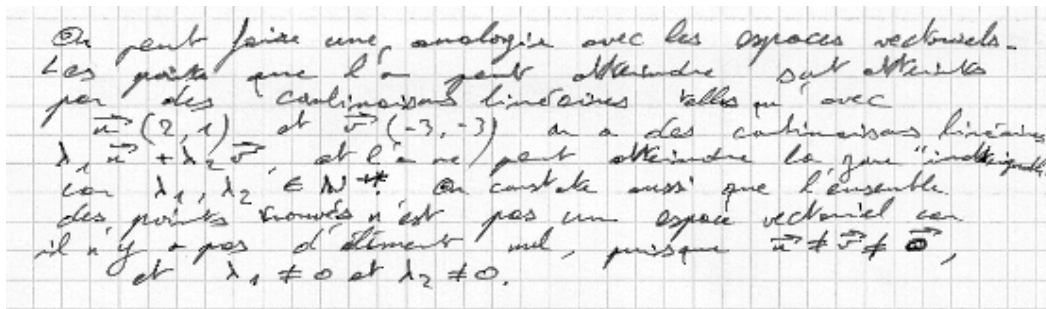 On peut faire une analogie avec les espaces vectoriels.
Les points que l'on peut atteindre sont atteints
par des combinaisons linéaires telles qu'avec
u⃗ (2, 1) et v⃗ (-3, -3) on a des combinaisons linéaires
λ₁ u⃗ + λ₂ v⃗ et l'on ne peut atteindre la zone "inatteignable"
car λ₁, λ₂ ∈ ℕ*. On constate aussi que l'ensemble
des points trouvés n'est pas un espace vectoriel car
il n'y a pas d'élément nul, puisque u⃗ ≠ v⃗ ≠ 0⃗,
et λ₁ ≠ 0 et λ₂ ≠ 0.